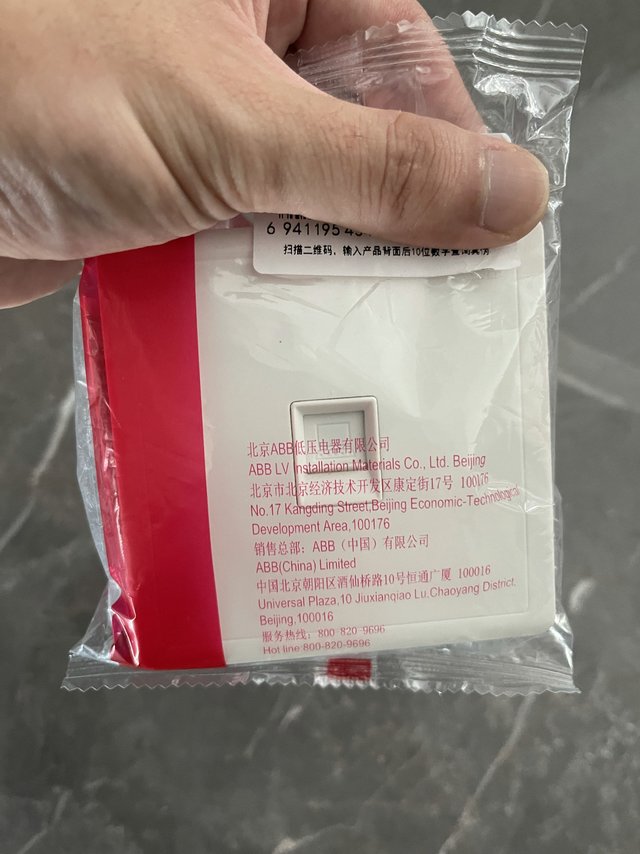 6 941195 4
扫描二维码，输入产品背面后10位数字查询真伪
北京ABB低压电器有限公司
ABB LV Installation Materials Co., Ltd. Beijing
北京市北京经济技术开发区康定街17号 100176
No.17 Kangding Street,Beijing Economic-Technological
Development Area,100176
销售总部：ABB（中国）有限公司
ABB(China) Limited
中国北京朝阳区酒仙桥路10号恒通广厦 100016
Universal Plaza,10 Jiuxianqiao Lu,Chaoyang District,
Beijing,100016
服务热线：800-820-9696
Hot line:800-820-9696